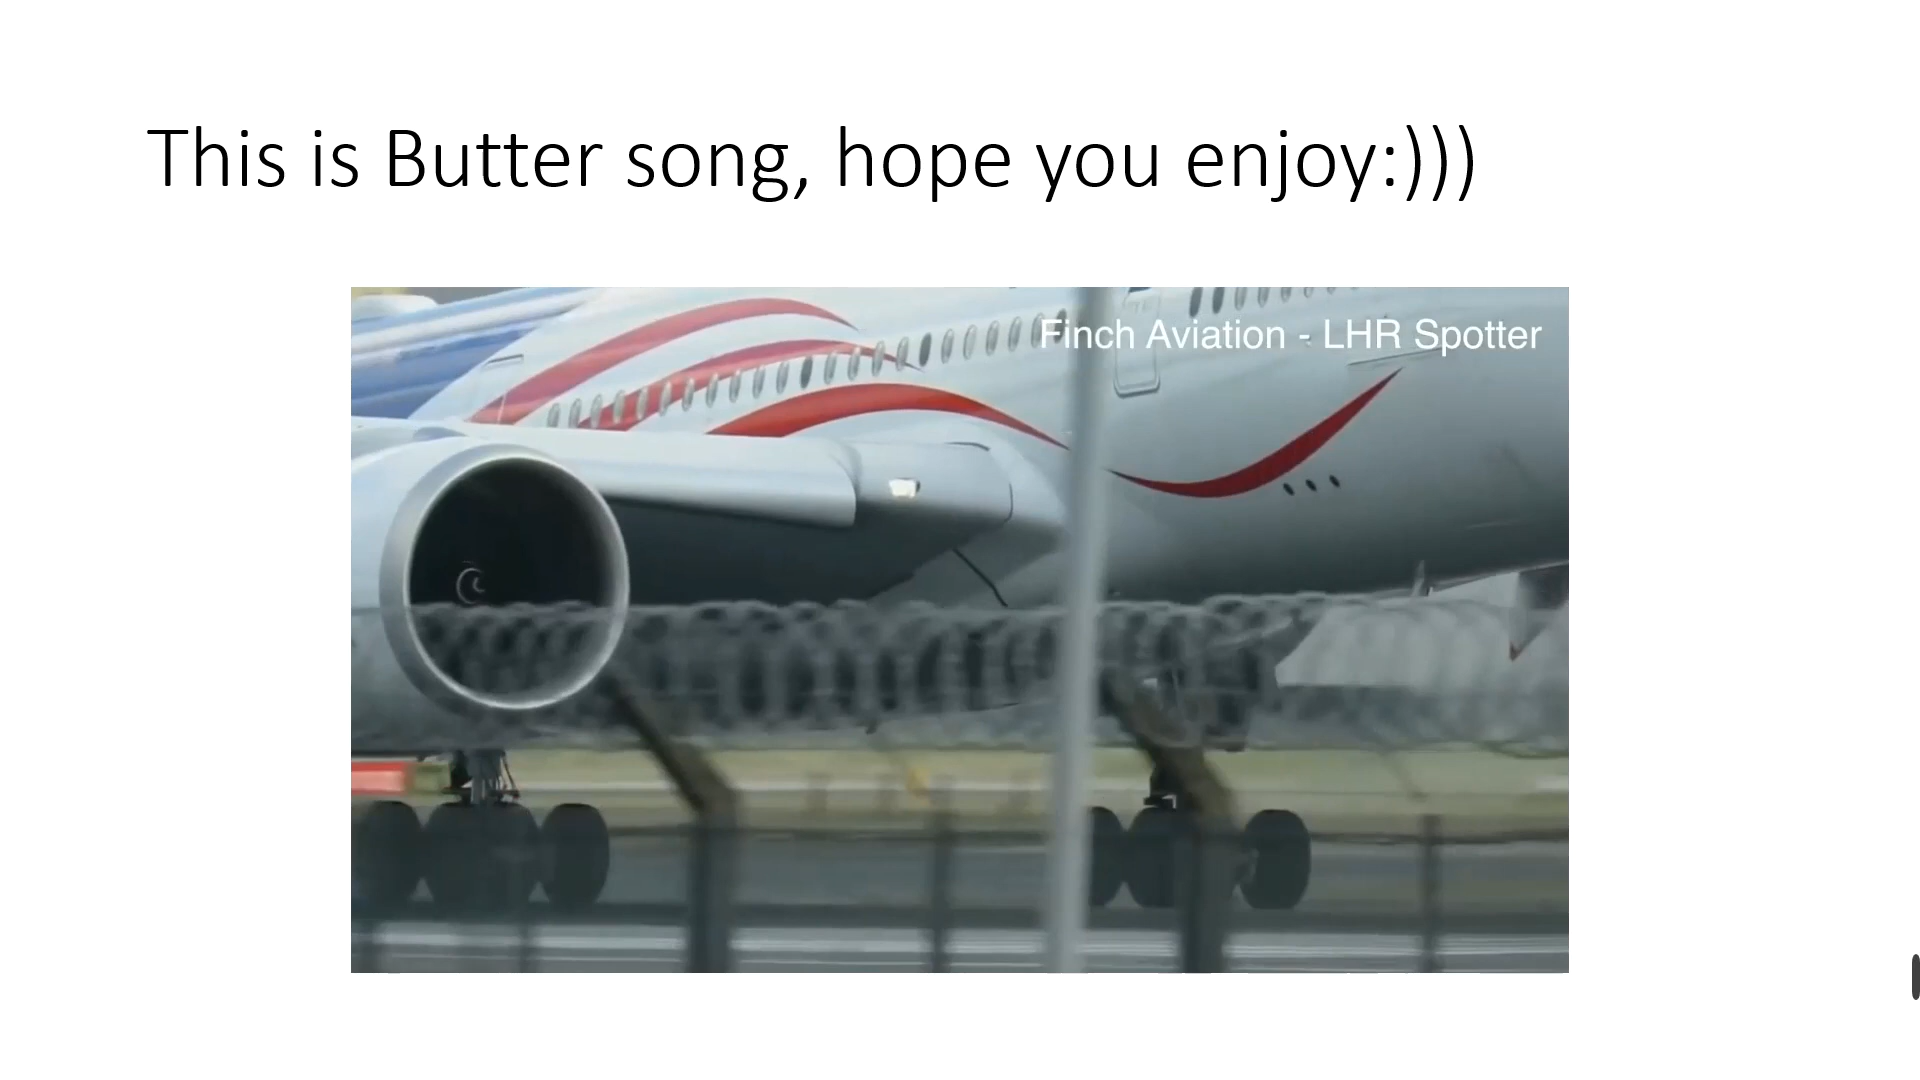 This is Butter song, hope you enjoy:)))
Finch Aviation - LHR Spotter